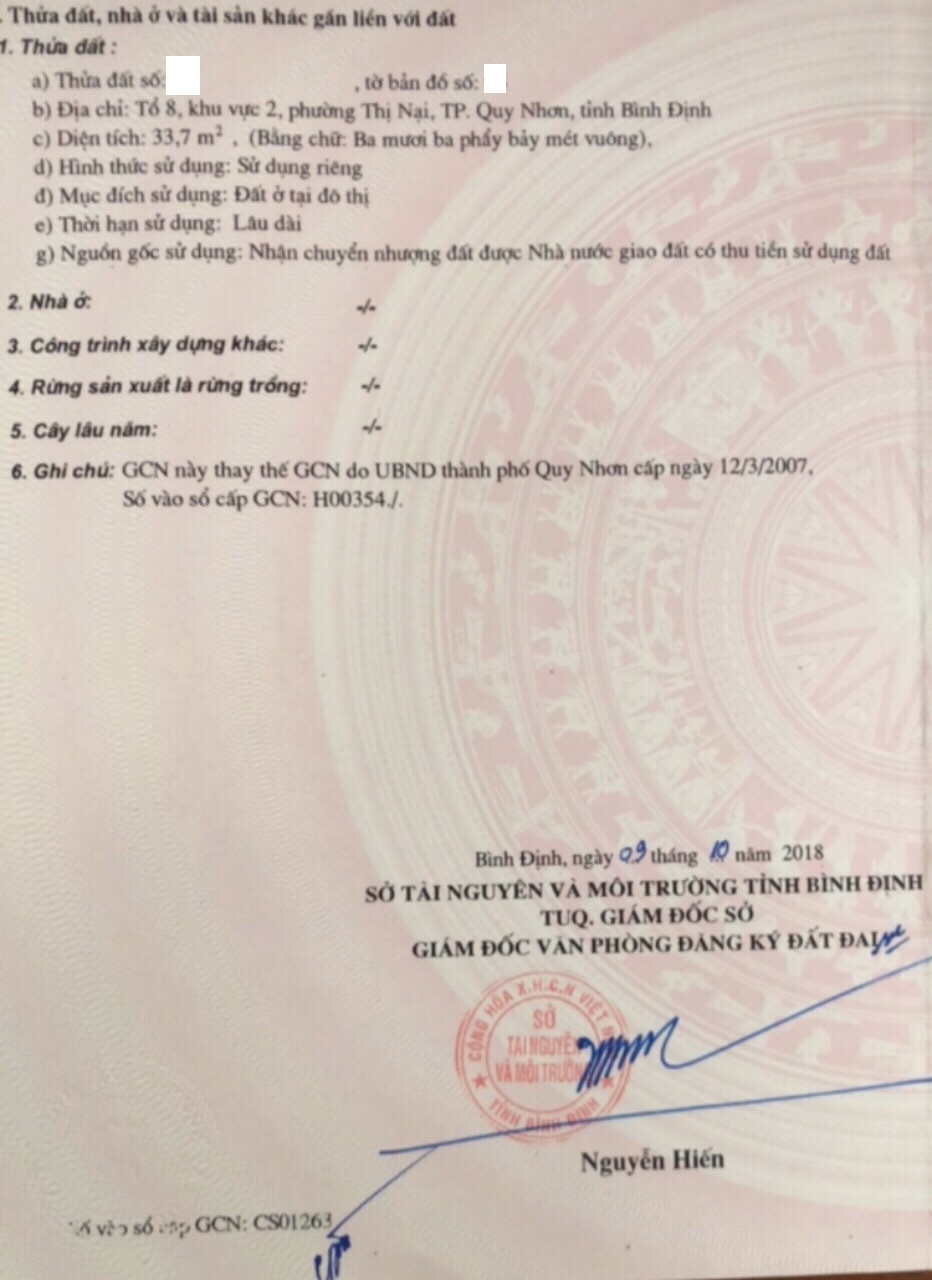 . Thửa đất, nhà ở và tài sản khác gắn liền với đất
1. Thửa đất :
a) Thửa đất số: , tờ bản đồ số:
b) Địa chỉ: Tổ 8, khu vực 2, phường Thị Nại, TP. Quy Nhơn, tỉnh Bình Định
c) Diện tích: 33,7 m² , (Bằng chữ: Ba mươi ba phẩy bảy mét vuông),
d) Hình thức sử dụng: Sử dụng riêng
đ) Mục đích sử dụng: Đất ở tại đô thị
e) Thời hạn sử dụng: Lâu dài
g) Nguồn gốc sử dụng: Nhận chuyển nhượng đất được Nhà nước giao đất có thu tiền sử dụng đất
2. Nhà ở: -/-
3. Công trình xây dựng khác: -/-
4. Rừng sản xuất là rừng trồng: -/-
5. Cây lâu năm: -/-
6. Ghi chú: GCN này thay thế GCN do UBND thành phố Quy Nhơn cấp ngày 12/3/2007,
Số vào sổ cấp GCN: H00354./.
Bình Định, ngày 09 tháng 10 năm 2018
SỞ TÀI NGUYÊN VÀ MÔI TRƯỜNG TỈNH BÌNH ĐỊNH
TUQ. GIÁM ĐỐC SỞ
GIÁM ĐỐC VĂN PHÒNG ĐĂNG KÝ ĐẤT ĐAI
CỘNG HÒA X.H.C.N VIỆT
SỞ
TÀI NGUYÊN
VÀ MÔI TRƯỜNG
TỈNH BÌNH ĐỊNH
Nguyễn Hiến
Số vào sổ cấp GCN: CS01263